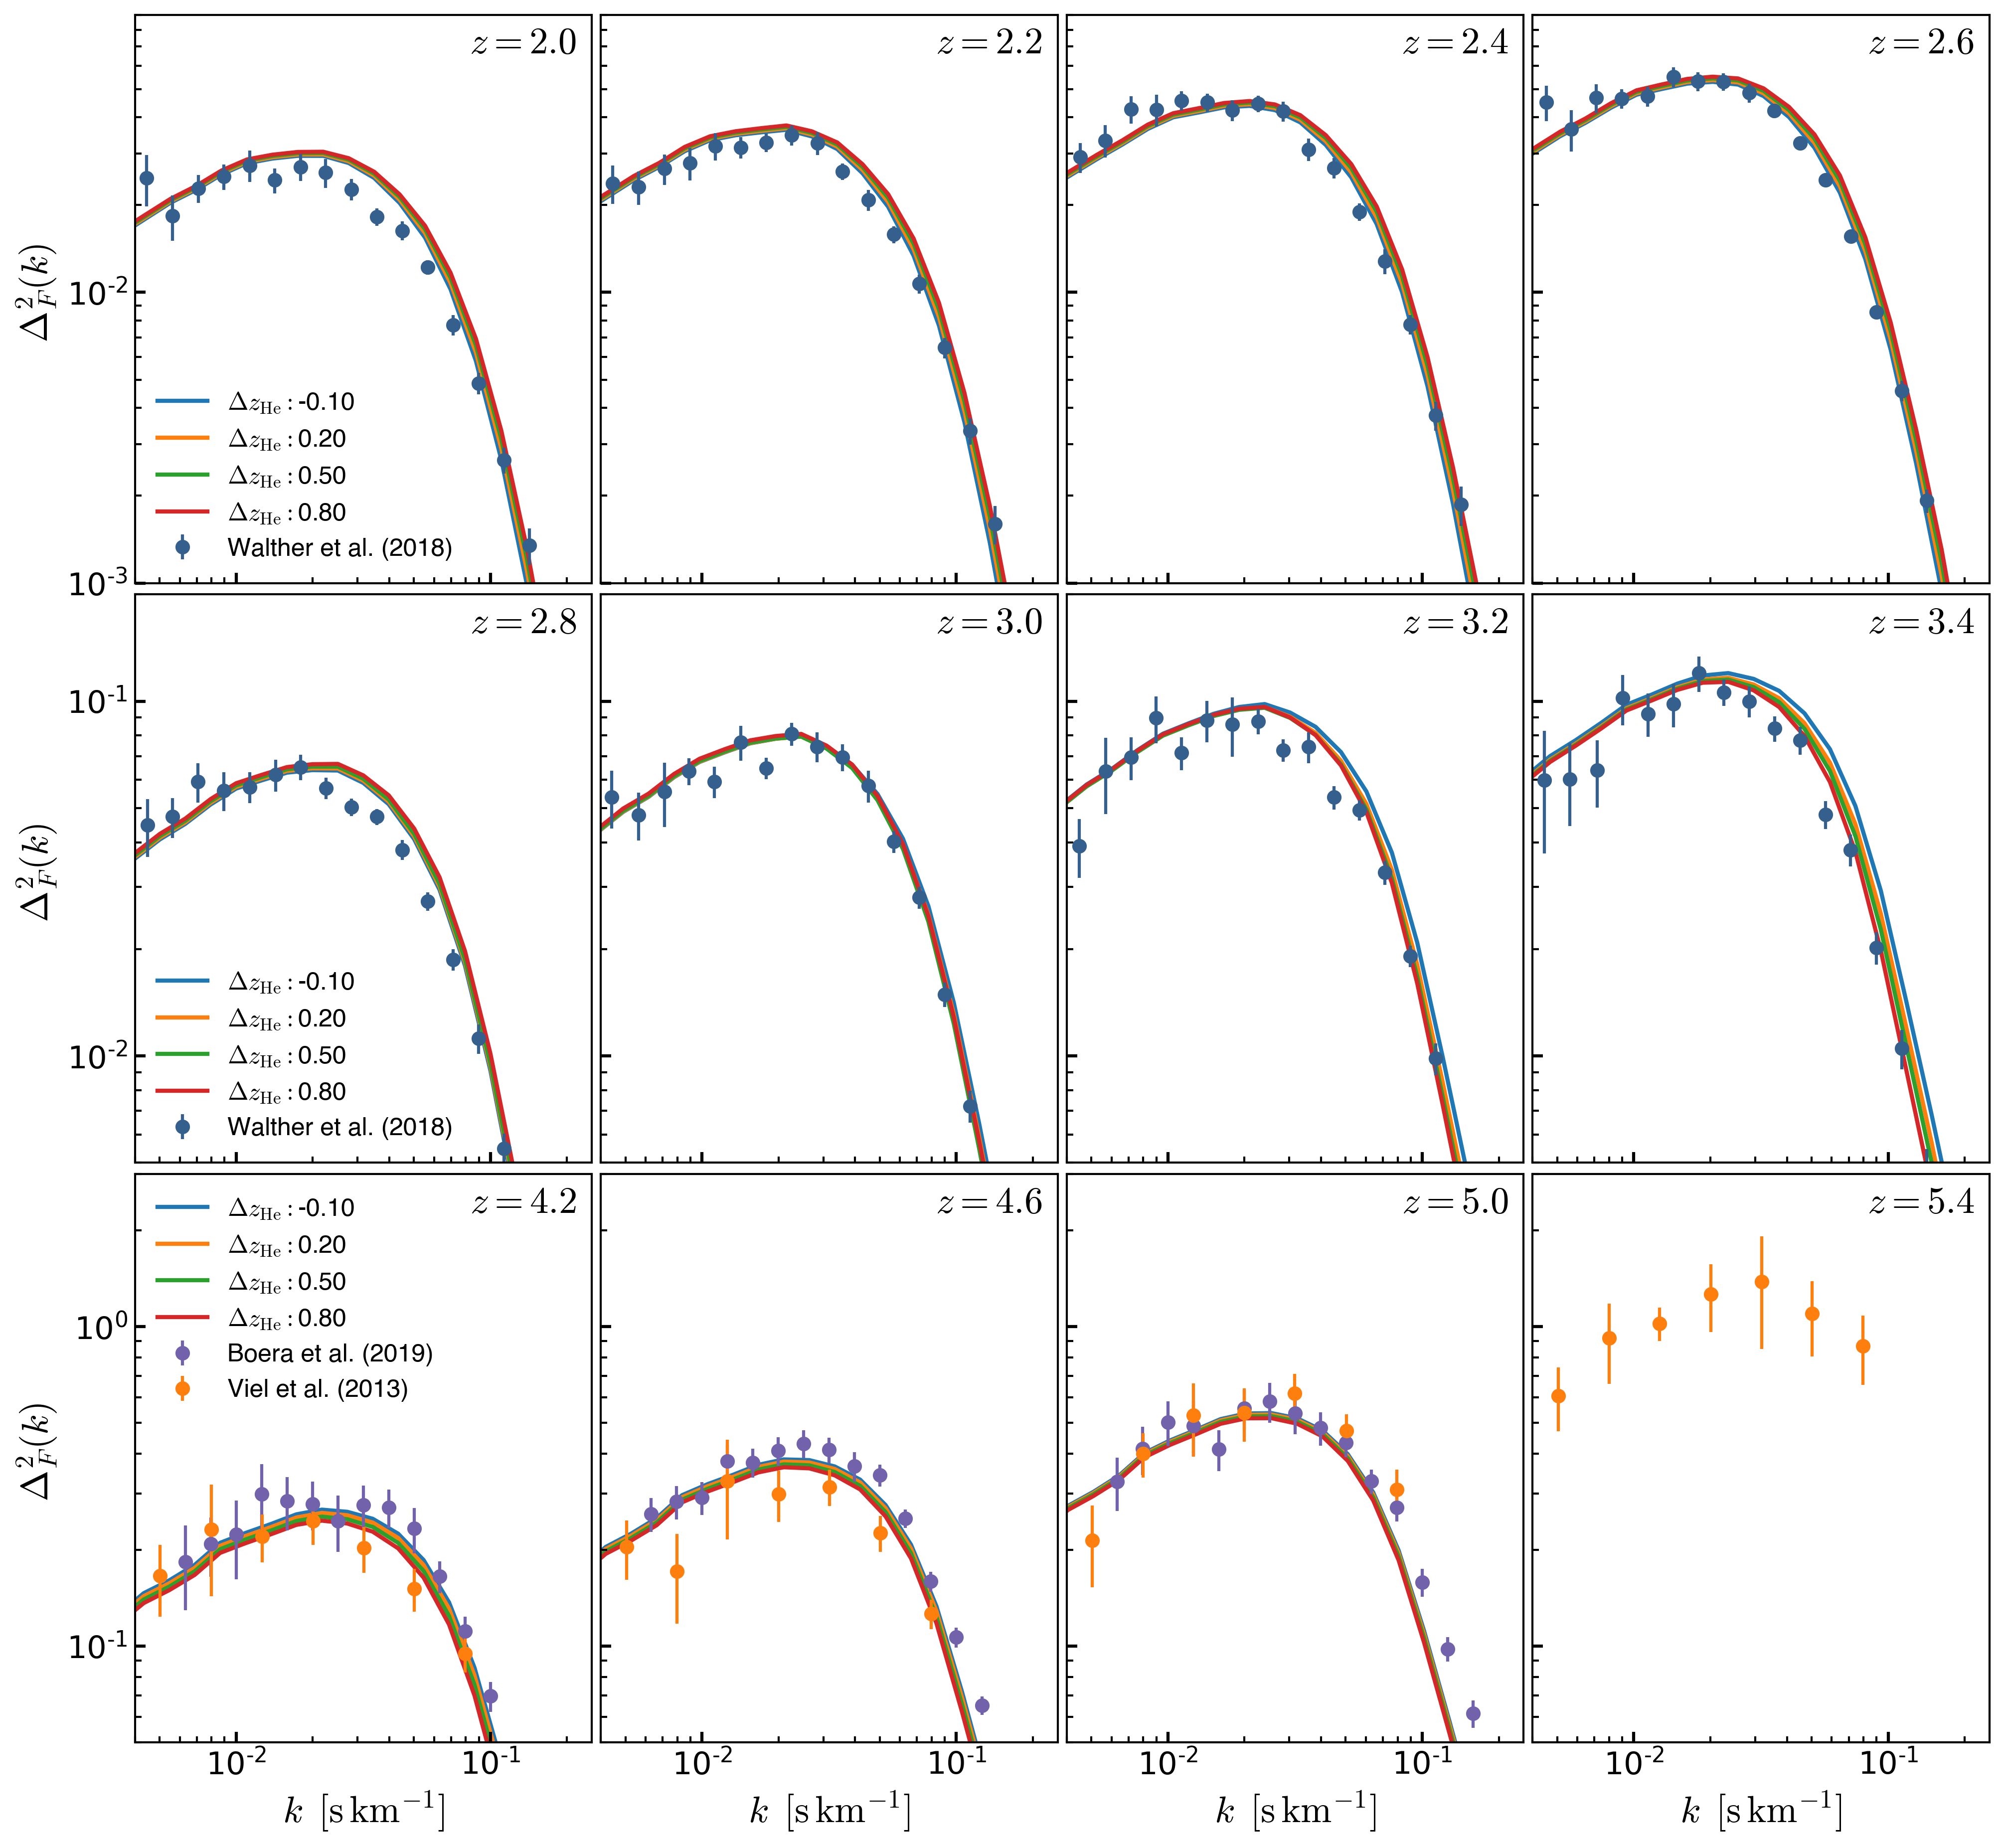 z = 2.0
z = 2.2
z = 2.4
z = 2.6
Δ²_F(k)
10⁻²
10⁻³
Δz_He : -0.10
Δz_He : 0.20
Δz_He : 0.50
Δz_He : 0.80
Walther et al. (2018)
z = 2.8
z = 3.0
z = 3.2
z = 3.4
Δ²_F(k)
10⁻¹
10⁻²
Δz_He : -0.10
Δz_He : 0.20
Δz_He : 0.50
Δz_He : 0.80
Walther et al. (2018)
z = 4.2
z = 4.6
z = 5.0
z = 5.4
Δ²_F(k)
10⁰
10⁻¹
Δz_He : -0.10
Δz_He : 0.20
Δz_He : 0.50
Δz_He : 0.80
Boera et al. (2019)
Viel et al. (2013)
10⁻² 10⁻¹ 10⁻² 10⁻¹ 10⁻² 10⁻¹ 10⁻² 10⁻¹
k [s km⁻¹] k [s km⁻¹] k [s km⁻¹] k [s km⁻¹]